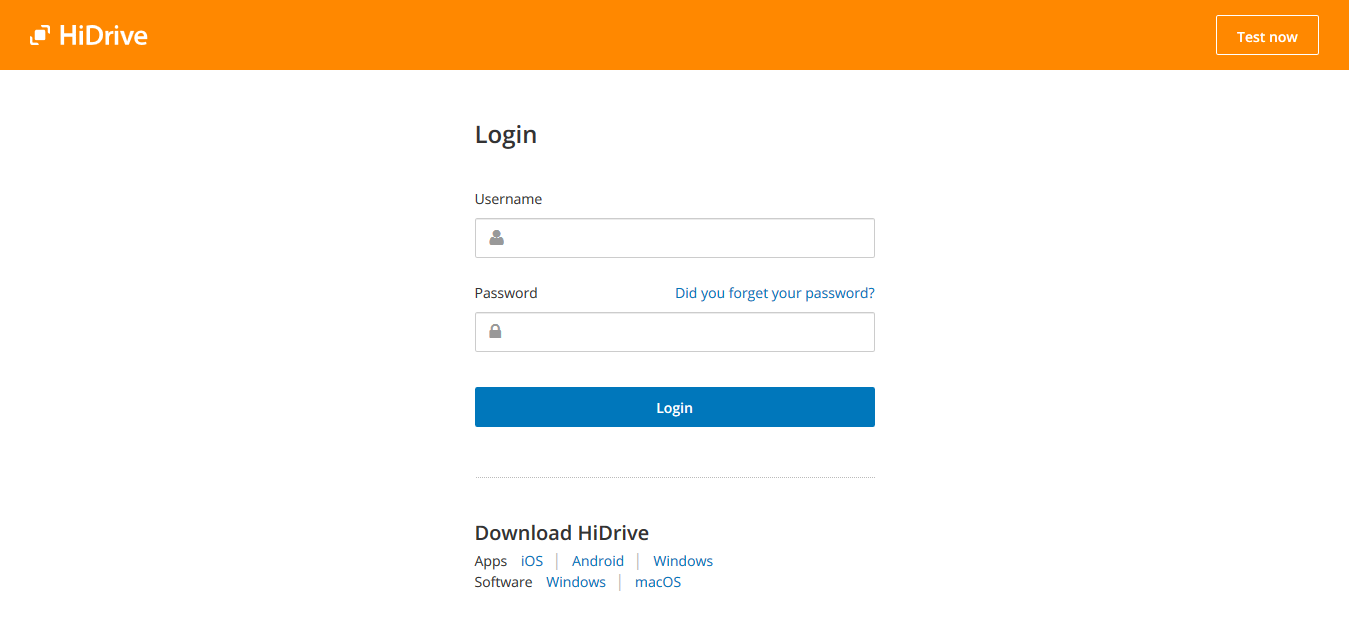 HiDrive
Test now
Login
Username
Password Did you forget your password?
Login
Download HiDrive
Apps iOS Android Windows
Software Windows macOS